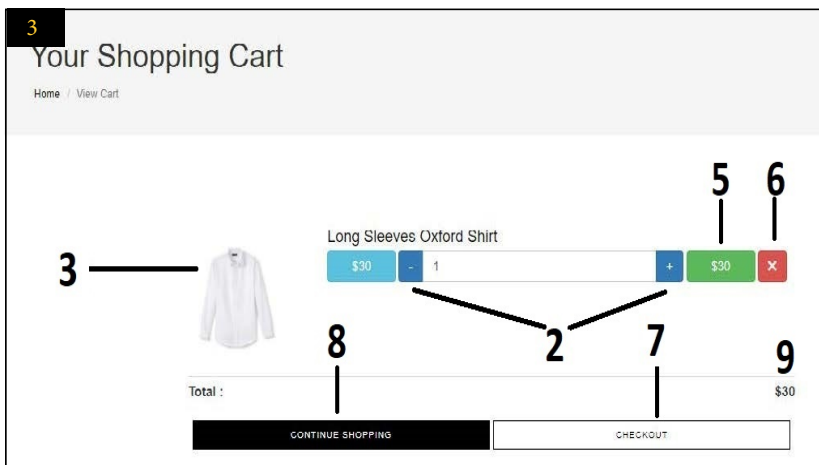 3
Your Shopping Cart
Home / View Cart
5 6
Long Sleeves Oxford Shirt
3 $30 - 1 + $30 ×
8 2 7 9
Total : $30
CONTINUE SHOPPING CHECKOUT